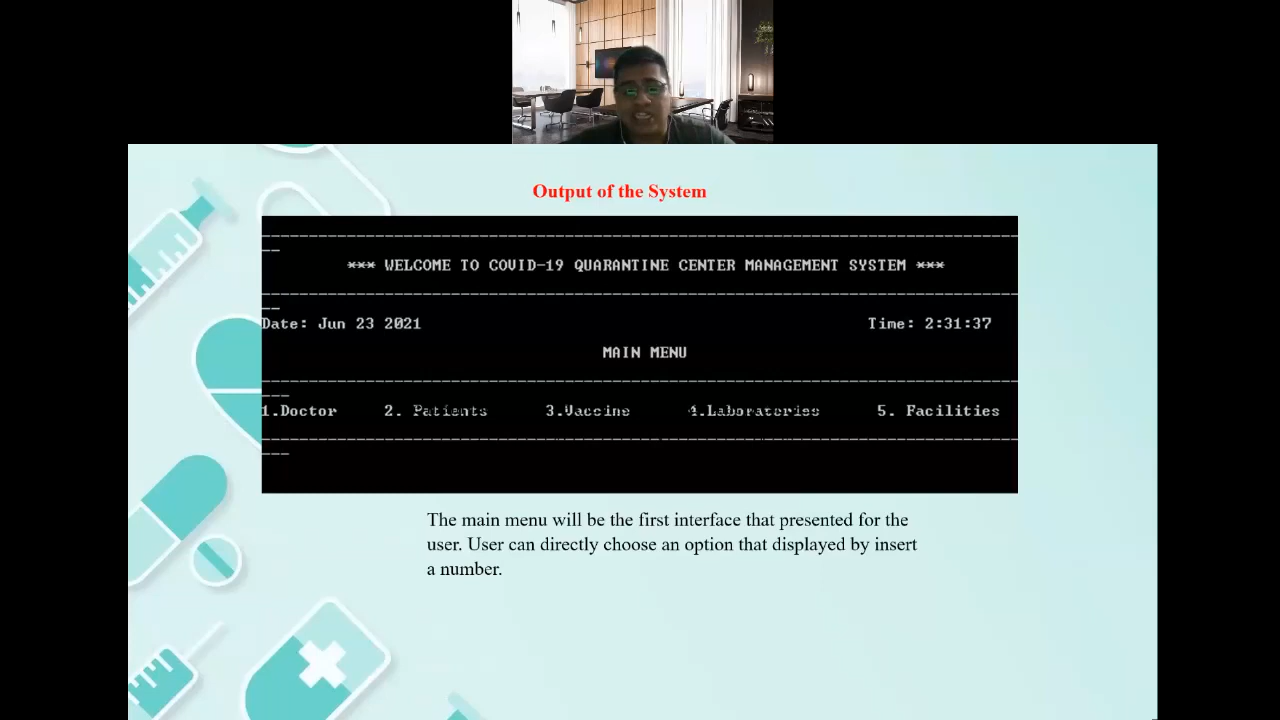 Output of the System
*** WELCOME TO COVID-19 QUARANTINE CENTER MANAGEMENT SYSTEM ***
Date: Jun 23 2021 Time: 2:31:37
MAIN MENU
1.Doctor 2. Patients 3.Vaccine 4.Laboratories 5. Facilities
The main menu will be the first interface that presented for the
user. User can directly choose an option that displayed by insert
a number.